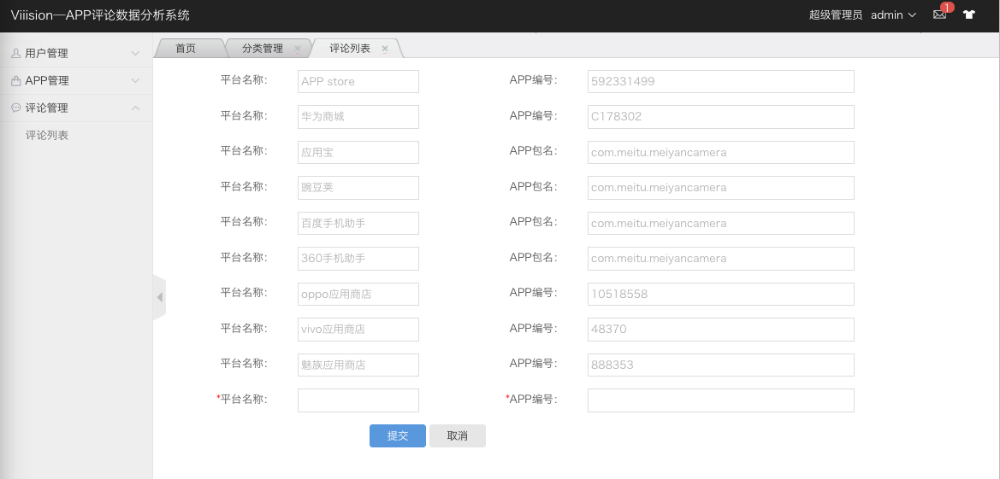 Viiision—APP评论数据分析系统
超级管理员 admin 1
用户管理
APP管理
评论管理
评论列表
首页 分类管理 × 评论列表 ×
平台名称： APP store APP编号： 592331499
平台名称： 华为商城 APP编号： C178302
平台名称： 应用宝 APP包名： com.meitu.meiyancamera
平台名称： 豌豆荚 APP包名： com.meitu.meiyancamera
平台名称： 百度手机助手 APP包名： com.meitu.meiyancamera
平台名称： 360手机助手 APP包名： com.meitu.meiyancamera
平台名称： oppo应用商店 APP编号： 10518558
平台名称： vivo应用商店 APP编号： 48370
平台名称： 魅族应用商店 APP编号： 888353
*平台名称： *APP编号：
提交 取消